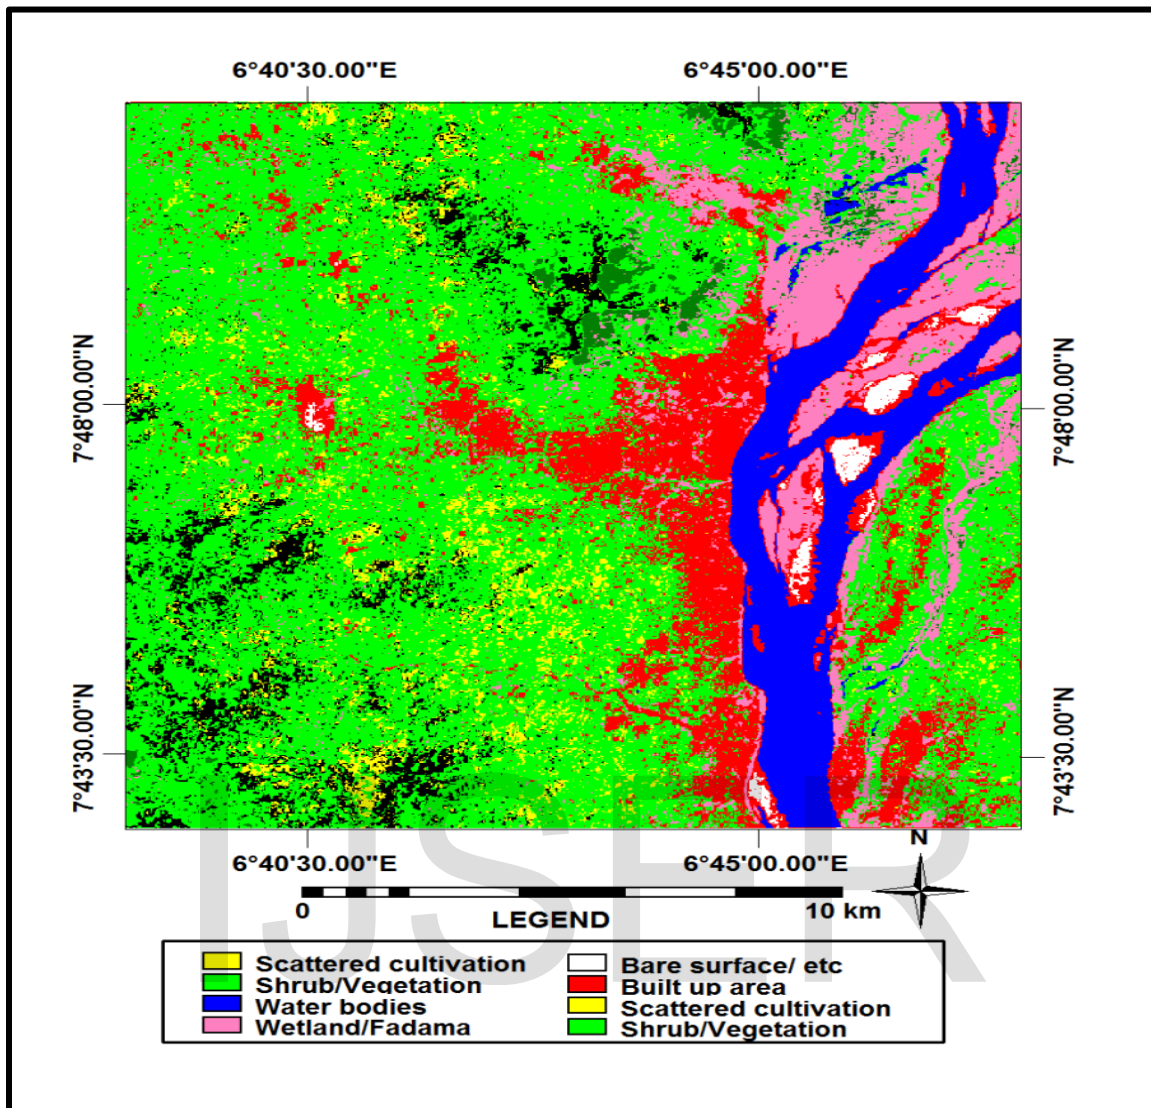 6°40'30.00"E 6°45'00.00"E
7°48'00.00"N
7°48'00.00"N
7°43'30.00"N
7°43'30.00"N
6°40'30.00"E 6°45'00.00"E
N
0 10 km
LEGEND
Scattered cultivation Bare surface/ etc
Shrub/Vegetation Built up area
Water bodies Scattered cultivation
Wetland/Fadama Shrub/Vegetation
IJSER